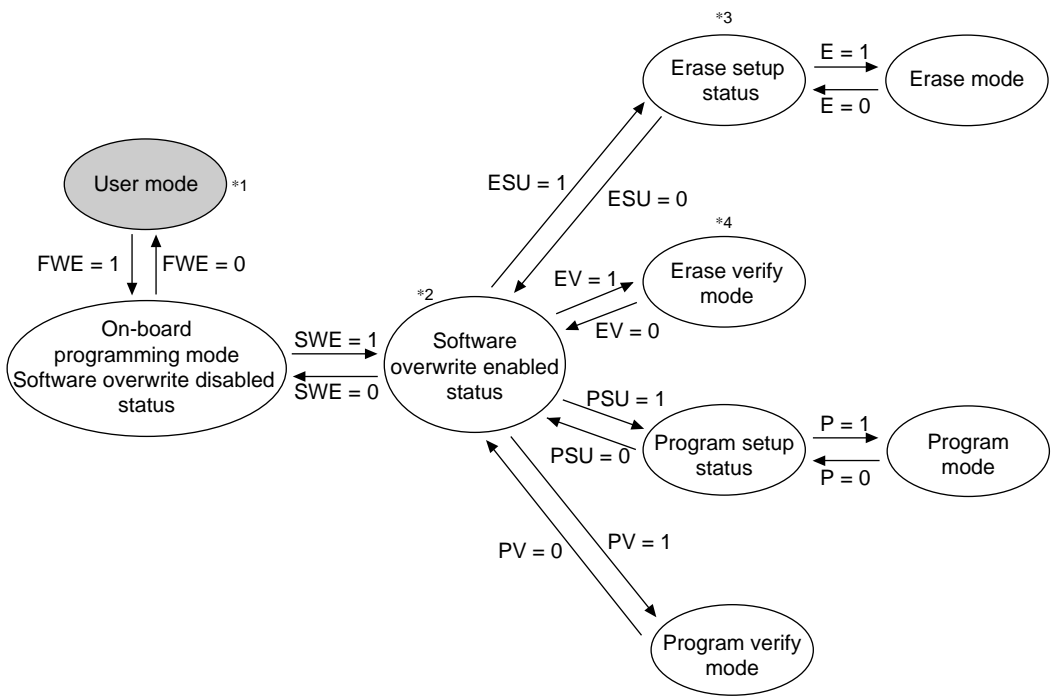 *3
Erase setup
status
E = 1
E = 0
Erase mode
User mode
*1
ESU = 1
ESU = 0
*4
FWE = 1
FWE = 0
Erase verify
mode
EV = 1
EV = 0
*2
On-board
programming mode
Software overwrite disabled
status
SWE = 1
SWE = 0
Software
overwrite enabled
status
PSU = 1
PSU = 0
Program setup
status
P = 1
P = 0
Program
mode
PV = 0
PV = 1
Program verify
mode